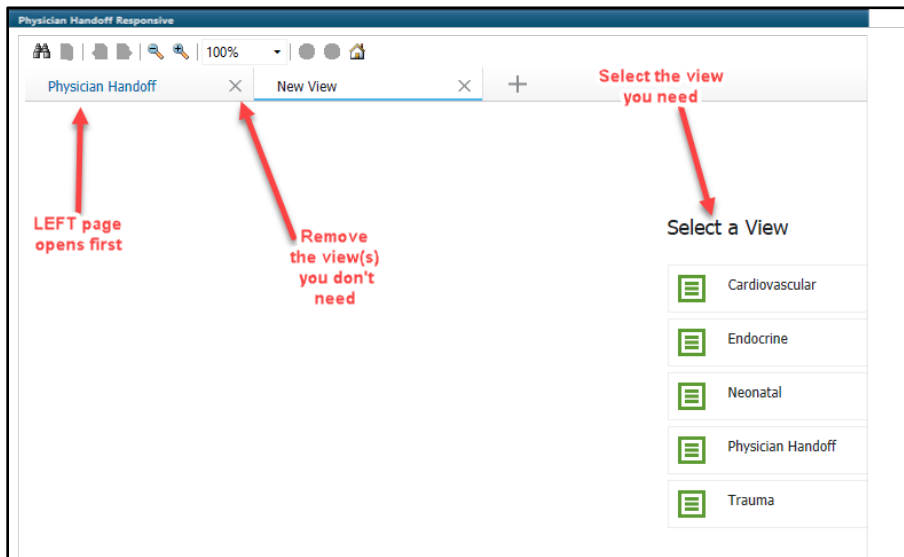 Physician Handoff Responsive
100%
Physician Handoff
New View
Select the view
you need
LEFT page
opens first
Remove
the view(s)
you don't
need
Select a View
Cardiovascular
Endocrine
Neonatal
Physician Handoff
Trauma